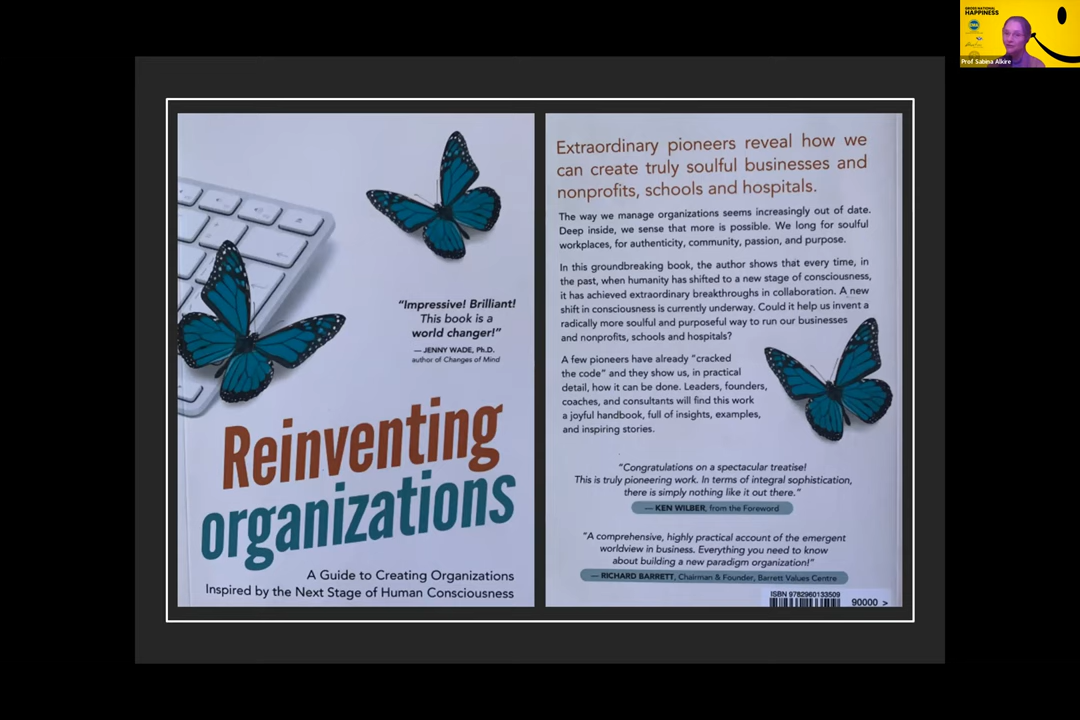 "Impressive! Brilliant!
This book is a
world changer!"
— JENNY WADE, Ph.D.
author of Changes of Mind
Reinventing
organizations
A Guide to Creating Organizations
Inspired by the Next Stage of Human Consciousness
Extraordinary pioneers reveal how we
can create truly soulful businesses and
nonprofits, schools and hospitals.
The way we manage organizations seems increasingly out of date.
Deep inside, we sense that more is possible. We long for soulful
workplaces, for authenticity, community, passion, and purpose.
In this groundbreaking book, the author shows that every time, in
the past, when humanity has shifted to a new stage of consciousness,
it has achieved extraordinary breakthroughs in collaboration. A new
shift in consciousness is currently underway. Could it help us invent a
radically more soulful and purposeful way to run our businesses
and nonprofits, schools and hospitals?
A few pioneers have already "cracked
the code" and they show us, in practical
detail, how it can be done. Leaders, founders,
coaches, and consultants will find this work
a joyful handbook, full of insights, examples,
and inspiring stories.
"Congratulations on a spectacular treatise!
This is truly pioneering work. In terms of integral sophistication,
there is simply nothing like it out there."
— KEN WILBER, from the Foreword
"A comprehensive, highly practical account of the emergent
worldview in business. Everything you need to know
about building a new paradigm organization!"
— RICHARD BARRETT, Chairman & Founder, Barrett Values Centre
ISBN 9782960133509
90000 >
GROSS NATIONAL
HAPPINESS
Prof Sabina Alkire